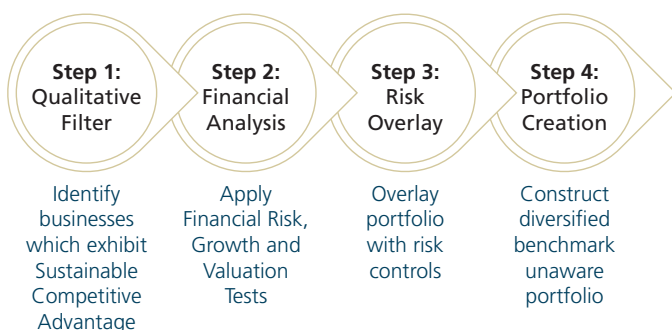 Step 1:
Qualitative
Filter
Identify
businesses
which exhibit
Sustainable
Competitive
Advantage
Step 2:
Financial
Analysis
Apply
Financial Risk,
Growth and
Valuation
Tests
Step 3:
Risk
Overlay
Overlay
portfolio
with risk
controls
Step 4:
Portfolio
Creation
Construct
diversified
benchmark
unaware
portfolio